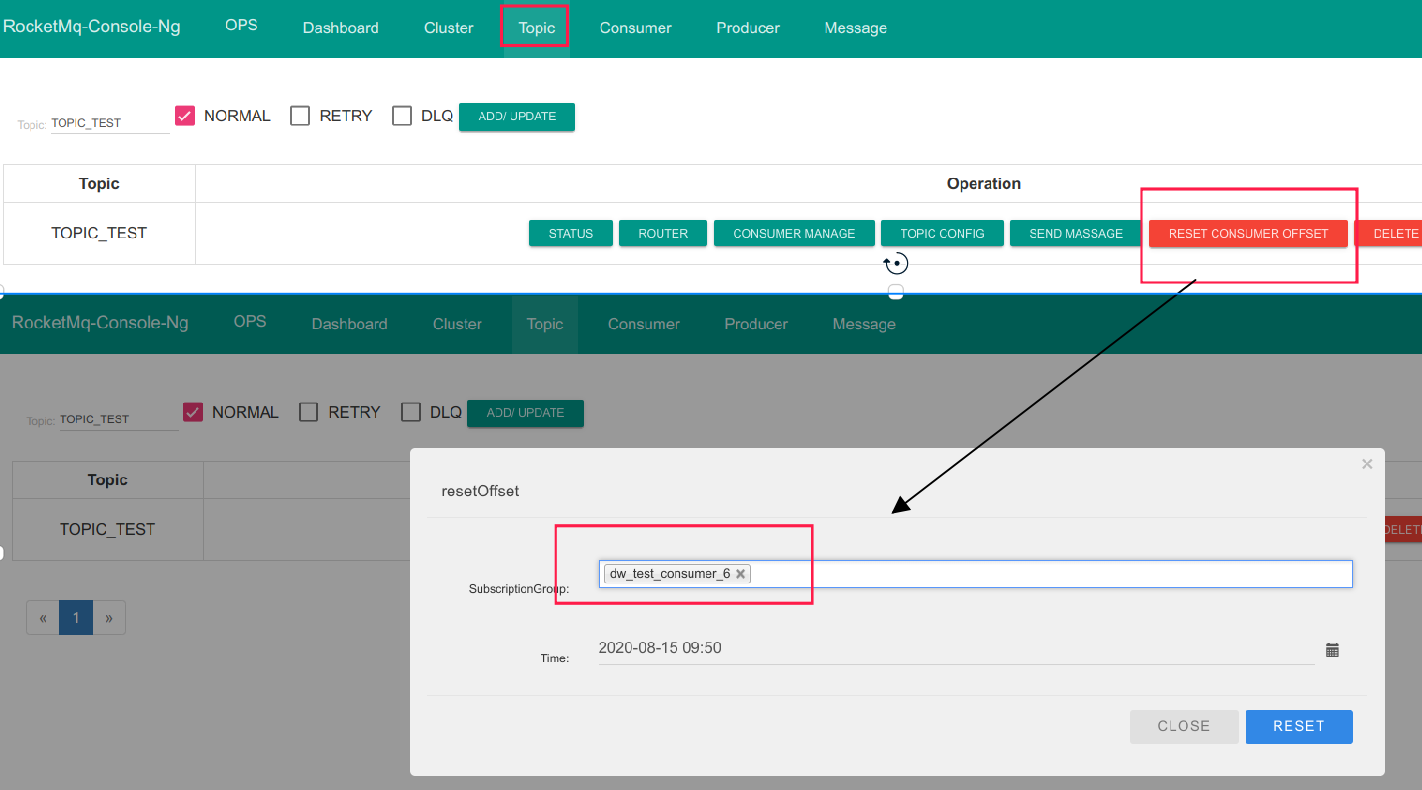 RocketMq-Console-Ng OPS Dashboard Cluster Topic Consumer Producer Message
Topic: TOPIC_TEST NORMAL RETRY DLQ ADD/ UPDATE
Topic Operation
TOPIC_TEST STATUS ROUTER CONSUMER MANAGE TOPIC CONFIG SEND MASSAGE RESET CONSUMER OFFSET DELETE
RocketMq-Console-Ng OPS Dashboard Cluster Topic Consumer Producer Message
Topic: TOPIC_TEST NORMAL RETRY DLQ ADD/ UPDATE
Topic
×
resetOffset
TOPIC_TEST DELETE
SubscriptionGroup: dw_test_consumer_6 ×
« 1 »
Time: 2020-08-15 09:50
CLOSE RESET